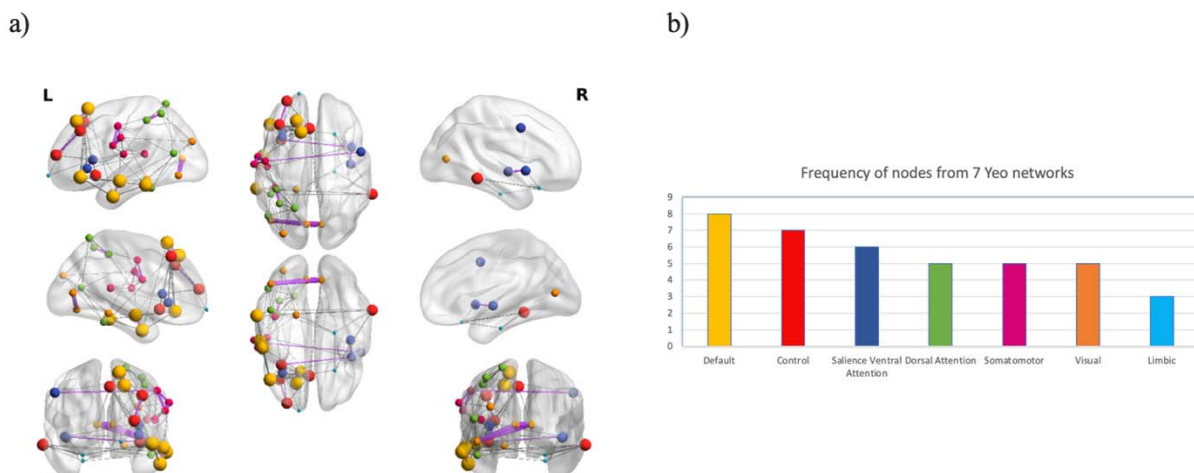 a)
b)
L
R
Frequency of nodes from 7 Yeo networks
9
8
7
6
5
4
3
2
1
0
Default
Control
Salience Ventral
Attention
Dorsal Attention
Somatomotor
Visual
Limbic